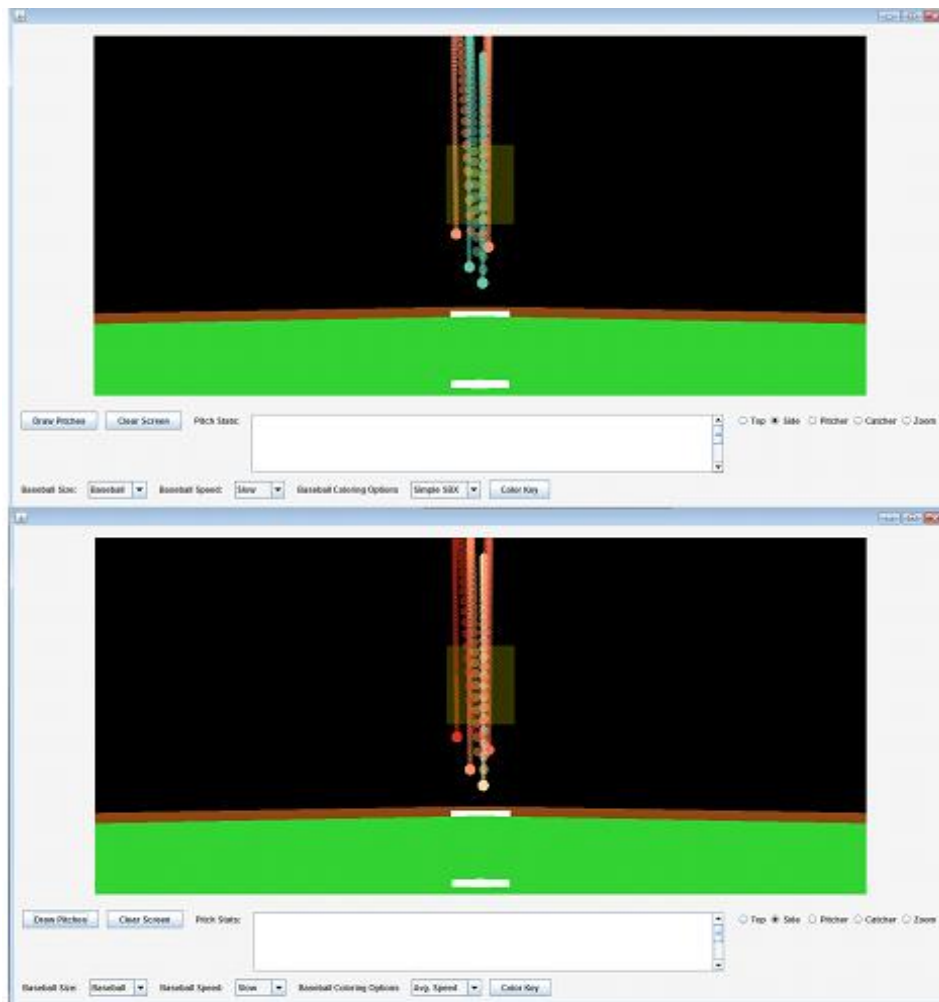 Draw Pitches Clear Screen Pitch Stats: Top Side Pitcher Catcher Zoom
Baseball Size: Baseball Baseball Speed: Slow Baseball Coloring Options Simple SBX Color Key
Draw Pitches Clear Screen Pitch Stats: Top Side Pitcher Catcher Zoom
Baseball Size: Baseball Baseball Speed: Slow Baseball Coloring Options Avg. Speed Color Key